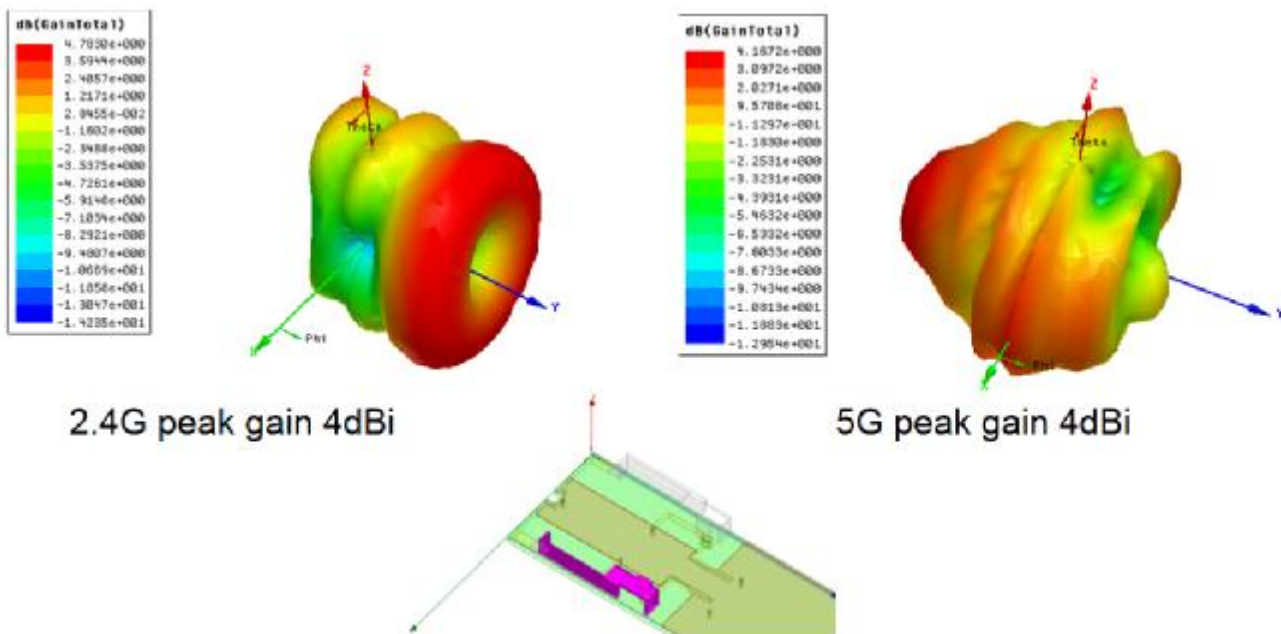 dB(GainTotal)
4.7830e+000
3.5944e+000
2.4057e+000
1.2171e+000
2.8455e-002
-1.1602e+000
-2.3488e+000
-3.5375e+000
-4.7261e+000
-5.9148e+000
-7.1034e+000
-8.2921e+000
-9.4807e+000
-1.0669e+001
-1.1858e+001
-1.3047e+001
-1.4235e+001
Z
Theta
Y
X
Phi
dB(GainTotal)
4.1672e+000
3.0972e+000
2.0271e+000
9.5708e-001
-1.1297e-001
-1.1830e+000
-2.2531e+000
-3.3231e+000
-4.3931e+000
-5.4632e+000
-6.5332e+000
-7.6033e+000
-8.6733e+000
-9.7434e+000
-1.0813e+001
-1.1883e+001
-1.2954e+001
Z
Theta
Y
X
Phi
2.4G peak gain 4dBi
5G peak gain 4dBi